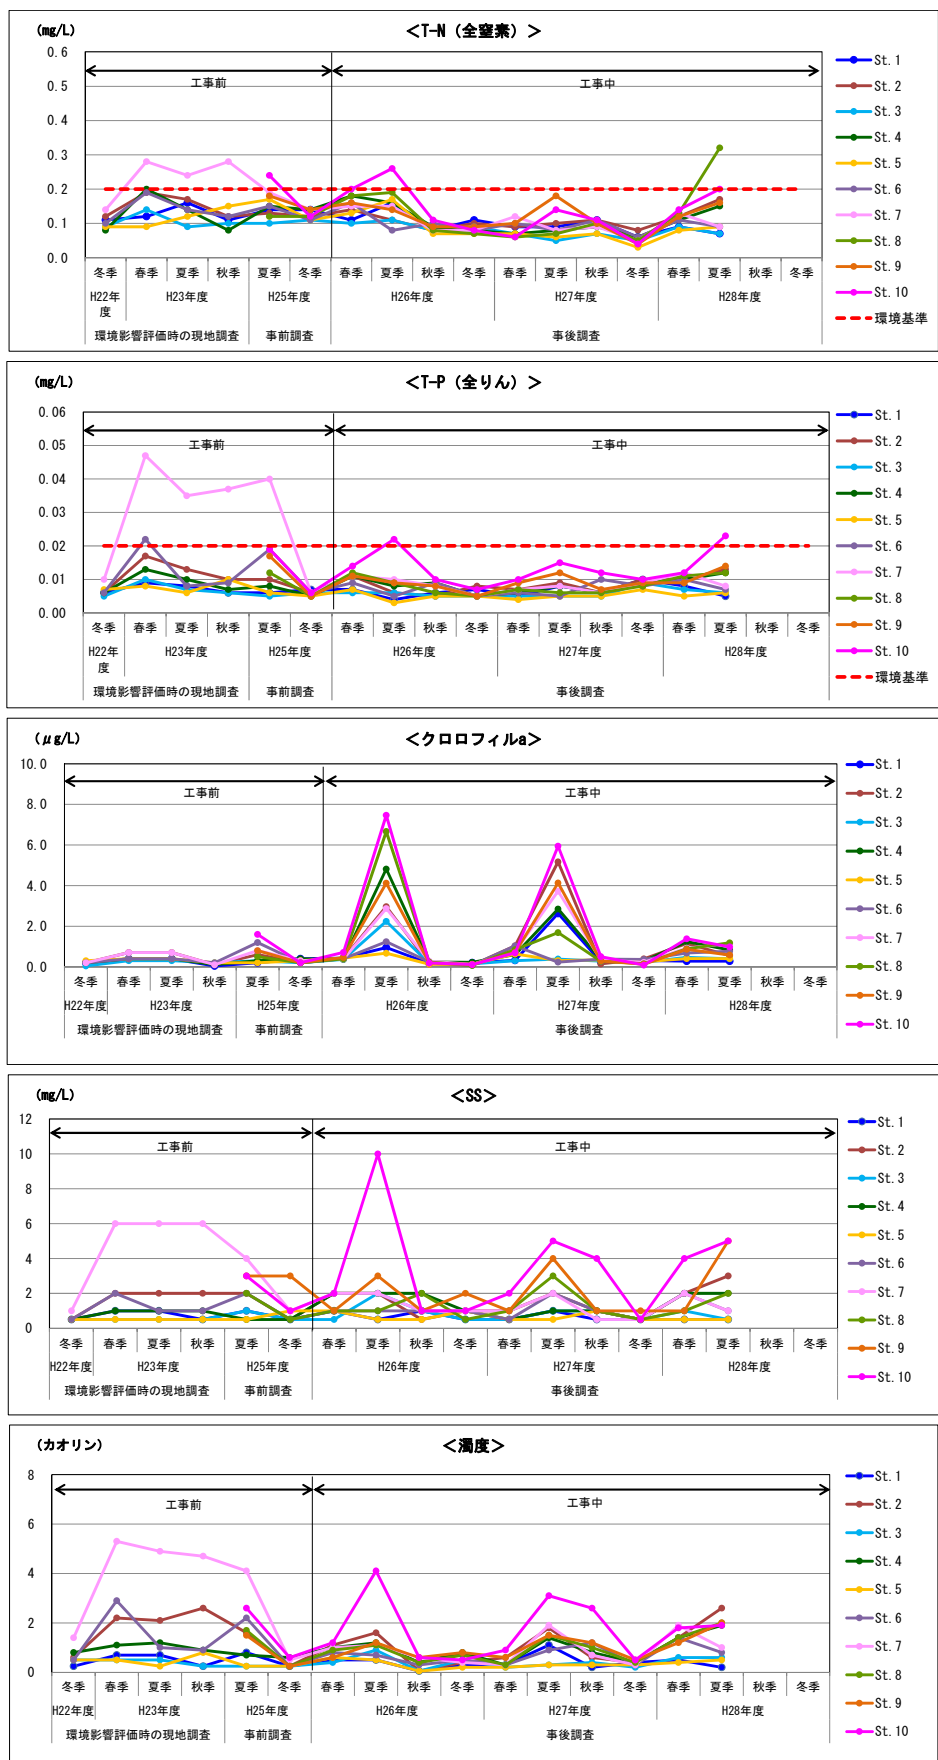 (mg/L)
＜T-N（全窒素）＞
0.6
0.5
0.4
0.3
0.2
0.1
0.0
工事前
工事中
冬季 春季 夏季 秋季 夏季 冬季 春季 夏季 秋季 冬季 春季 夏季 秋季 冬季 春季 夏季 秋季 冬季
H22年度 H23年度 H25年度 H26年度 H27年度 H28年度
環境影響評価時の現地調査 事前調査 事後調査
St.1
St.2
St.3
St.4
St.5
St.6
St.7
St.8
St.9
St.10
環境基準
(mg/L)
＜T-P（全りん）＞
0.06
0.05
0.04
0.03
0.02
0.01
0.00
工事前
工事中
冬季 春季 夏季 秋季 夏季 冬季 春季 夏季 秋季 冬季 春季 夏季 秋季 冬季 春季 夏季 秋季 冬季
H22年度 H23年度 H25年度 H26年度 H27年度 H28年度
環境影響評価時の現地調査 事前調査 事後調査
St.1
St.2
St.3
St.4
St.5
St.6
St.7
St.8
St.9
St.10
環境基準
(μg/L)
＜クロロフィルa＞
10.0
8.0
6.0
4.0
2.0
0.0
工事前
工事中
冬季 春季 夏季 秋季 夏季 冬季 春季 夏季 秋季 冬季 春季 夏季 秋季 冬季 春季 夏季 秋季 冬季
H22年度 H23年度 H25年度 H26年度 H27年度 H28年度
環境影響評価時の現地調査 事前調査 事後調査
St.1
St.2
St.3
St.4
St.5
St.6
St.7
St.8
St.9
St.10
(mg/L)
＜SS＞
12
10
8
6
4
2
0
工事前
工事中
冬季 春季 夏季 秋季 夏季 冬季 春季 夏季 秋季 冬季 春季 夏季 秋季 冬季 春季 夏季 秋季 冬季
H22年度 H23年度 H25年度 H26年度 H27年度 H28年度
環境影響評価時の現地調査 事前調査 事後調査
St.1
St.2
St.3
St.4
St.5
St.6
St.7
St.8
St.9
St.10
(カオリン)
＜濁度＞
8
6
4
2
0
工事前
工事中
冬季 春季 夏季 秋季 夏季 冬季 春季 夏季 秋季 冬季 春季 夏季 秋季 冬季 春季 夏季 秋季 冬季
H22年度 H23年度 H25年度 H26年度 H27年度 H28年度
環境影響評価時の現地調査 事前調査 事後調査
St.1
St.2
St.3
St.4
St.5
St.6
St.7
St.8
St.9
St.10